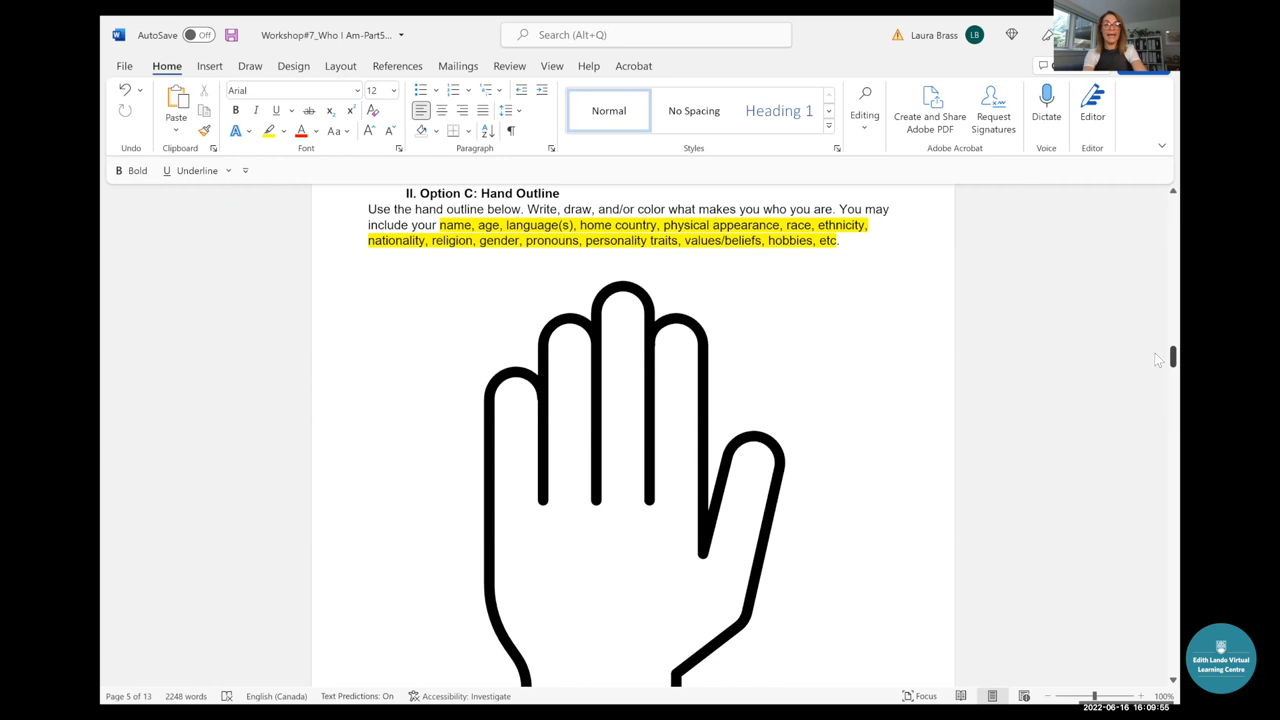 AutoSave Off Workshop#7_Who I Am-Part5... Search (Alt+Q) Laura Brass LB
File Home Insert Draw Design Layout References Mailings Review View Help Acrobat
Arial 12
Paste
Normal No Spacing Heading 1
Editing
Create and Share Adobe PDF
Request Signatures
Dictate
Editor
Undo Clipboard Font Paragraph Styles Adobe Acrobat Voice Editor
B Bold U Underline
II. Option C: Hand Outline
Use the hand outline below. Write, draw, and/or color what makes you who you are. You may
include your name, age, language(s), home country, physical appearance, race, ethnicity,
nationality, religion, gender, pronouns, personality traits, values/beliefs, hobbies, etc.
UBC
Edith Lando Virtual
Learning Centre
Page 5 of 13 2248 words English (Canada) Text Predictions: On Accessibility: Investigate Focus 100%
2022-06-16 16:09:55